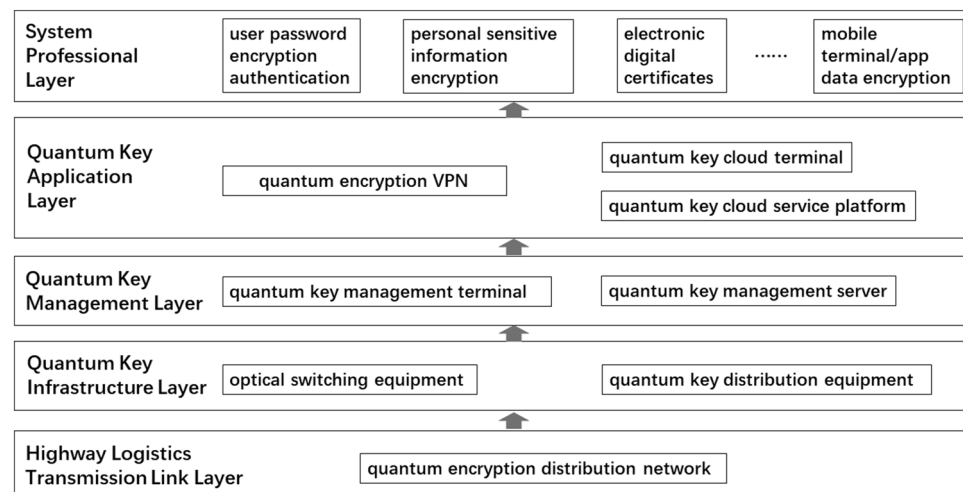 System
Professional
Layer
user password
encryption
authentication
personal sensitive
information
encryption
electronic
digital
certificates
......
mobile
terminal/app
data encryption
Quantum Key
Application
Layer
quantum encryption VPN
quantum key cloud terminal
quantum key cloud service platform
Quantum Key
Management Layer
quantum key management terminal
quantum key management server
Quantum Key
Infrastructure Layer
optical switching equipment
quantum key distribution equipment
Highway Logistics
Transmission Link Layer
quantum encryption distribution network